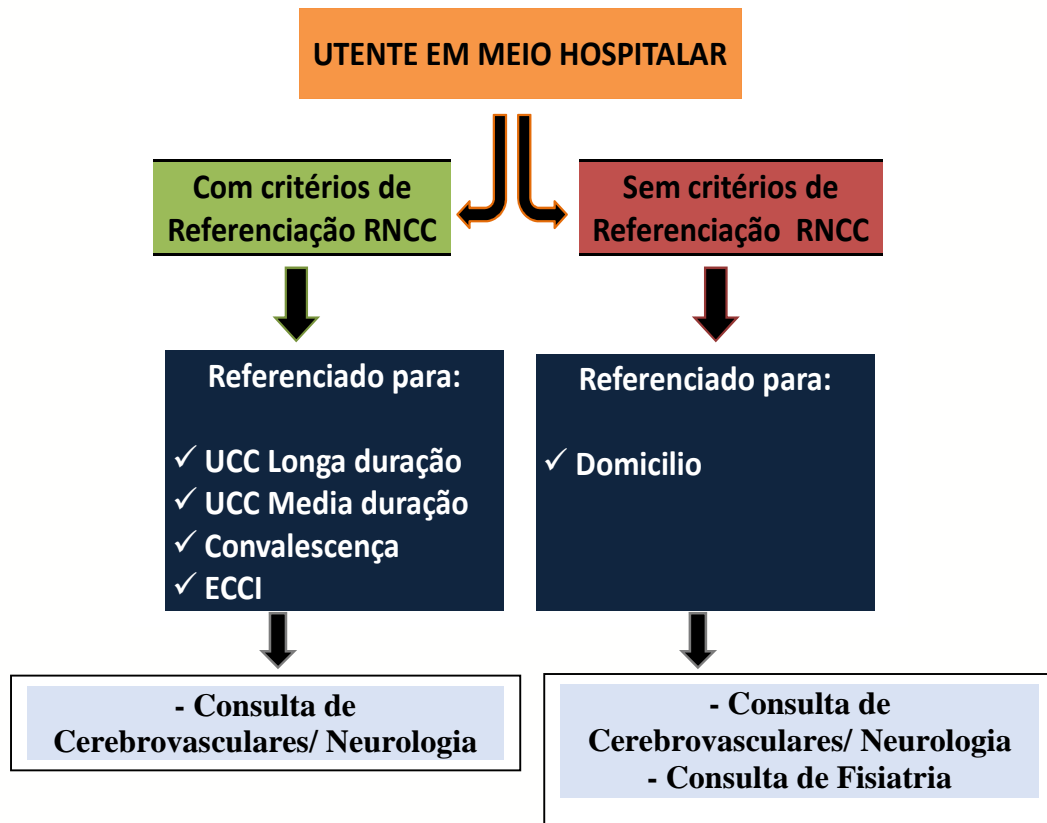 UTENTE EM MEIO HOSPITALAR
Com critérios de
Referenciação RNCC
Sem critérios de
Referenciação RNCC
Referenciado para:
✓ UCC Longa duração
✓ UCC Media duração
✓ Convalescença
✓ ECCI
Referenciado para:
✓ Domicilio
- Consulta de
Cerebrovasculares/ Neurologia
- Consulta de
Cerebrovasculares/ Neurologia
- Consulta de Fisiatria